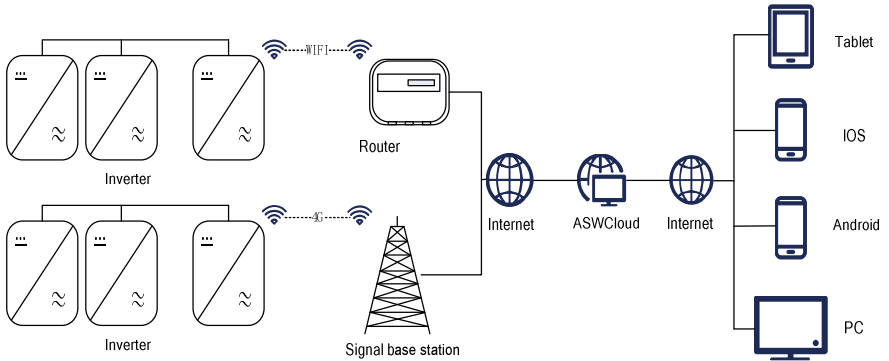 WIFI
Tablet
Router
IOS
Inverter
Internet
ASWCloud
Internet
4G
Android
Inverter
Signal base station
PC